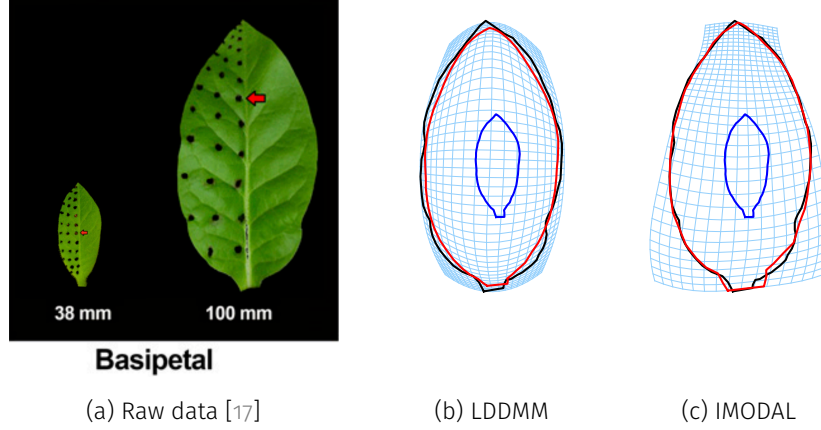 38 mm
100 mm
Basipetal
(a) Raw data [17]
(b) LDDMM
(c) IMODAL